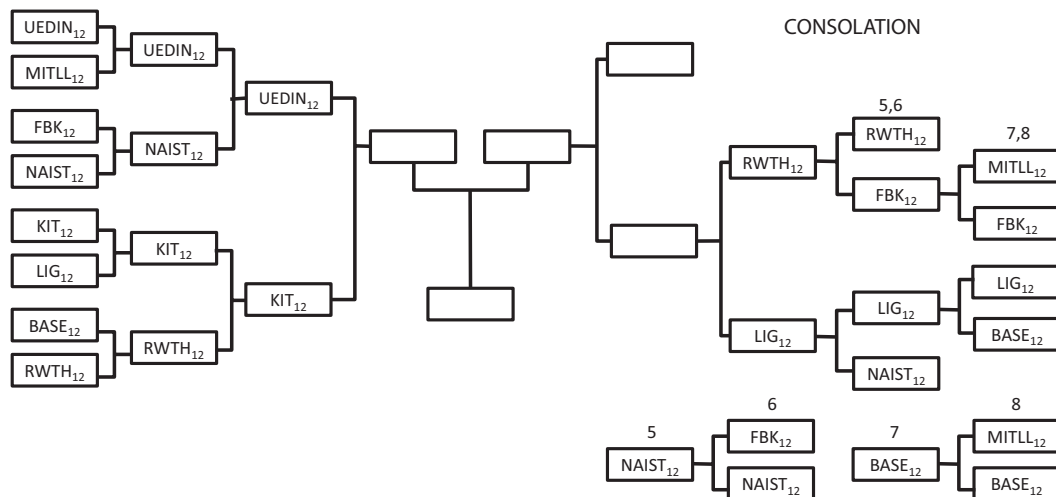 CONSOLATION
UEDIN₁₂
MITLL₁₂
FBK₁₂
NAIST₁₂
KIT₁₂
LIG₁₂
BASE₁₂
RWTH₁₂
UEDIN₁₂
NAIST₁₂
KIT₁₂
RWTH₁₂
UEDIN₁₂
KIT₁₂
RWTH₁₂
LIG₁₂
5,6
RWTH₁₂
FBK₁₂
LIG₁₂
NAIST₁₂
7,8
MITLL₁₂
FBK₁₂
LIG₁₂
BASE₁₂
5
NAIST₁₂
6
FBK₁₂
NAIST₁₂
7
BASE₁₂
8
MITLL₁₂
BASE₁₂